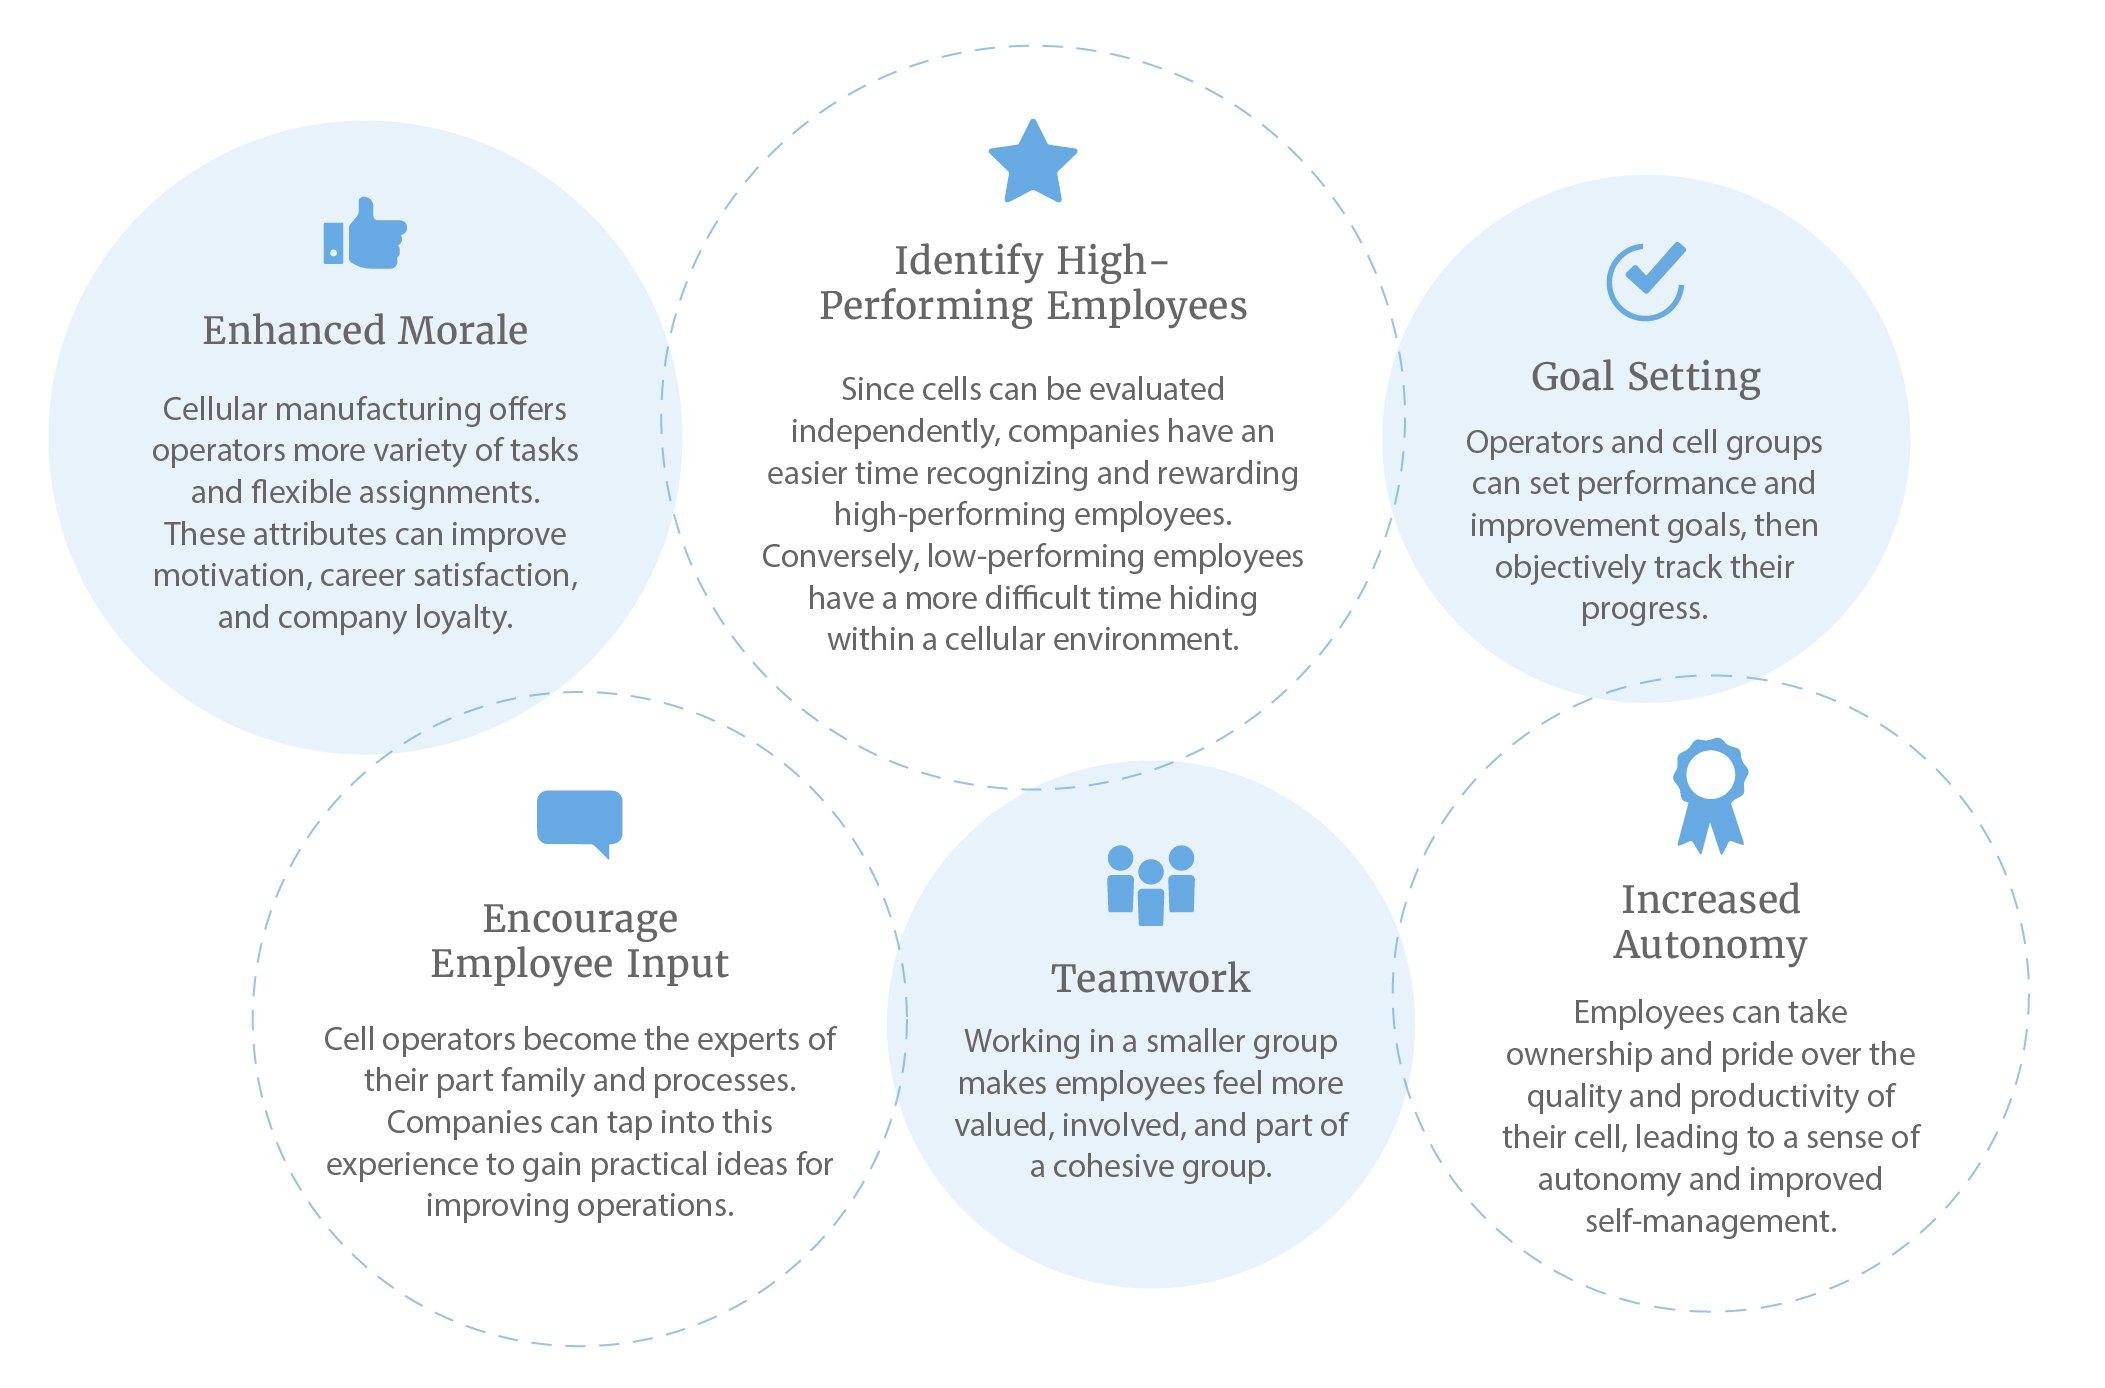 Enhanced Morale
Cellular manufacturing offers
operators more variety of tasks
and flexible assignments.
These attributes can improve
motivation, career satisfaction,
and company loyalty.
Identify High-
Performing Employees
Since cells can be evaluated
independently, companies have an
easier time recognizing and rewarding
high-performing employees.
Conversely, low-performing employees
have a more difficult time hiding
within a cellular environment.
Goal Setting
Operators and cell groups
can set performance and
improvement goals, then
objectively track their
progress.
Encourage
Employee Input
Cell operators become the experts of
their part family and processes.
Companies can tap into this
experience to gain practical ideas for
improving operations.
Teamwork
Working in a smaller group
makes employees feel more
valued, involved, and part of
a cohesive group.
Increased
Autonomy
Employees can take
ownership and pride over the
quality and productivity of
their cell, leading to a sense of
autonomy and improved
self-management.